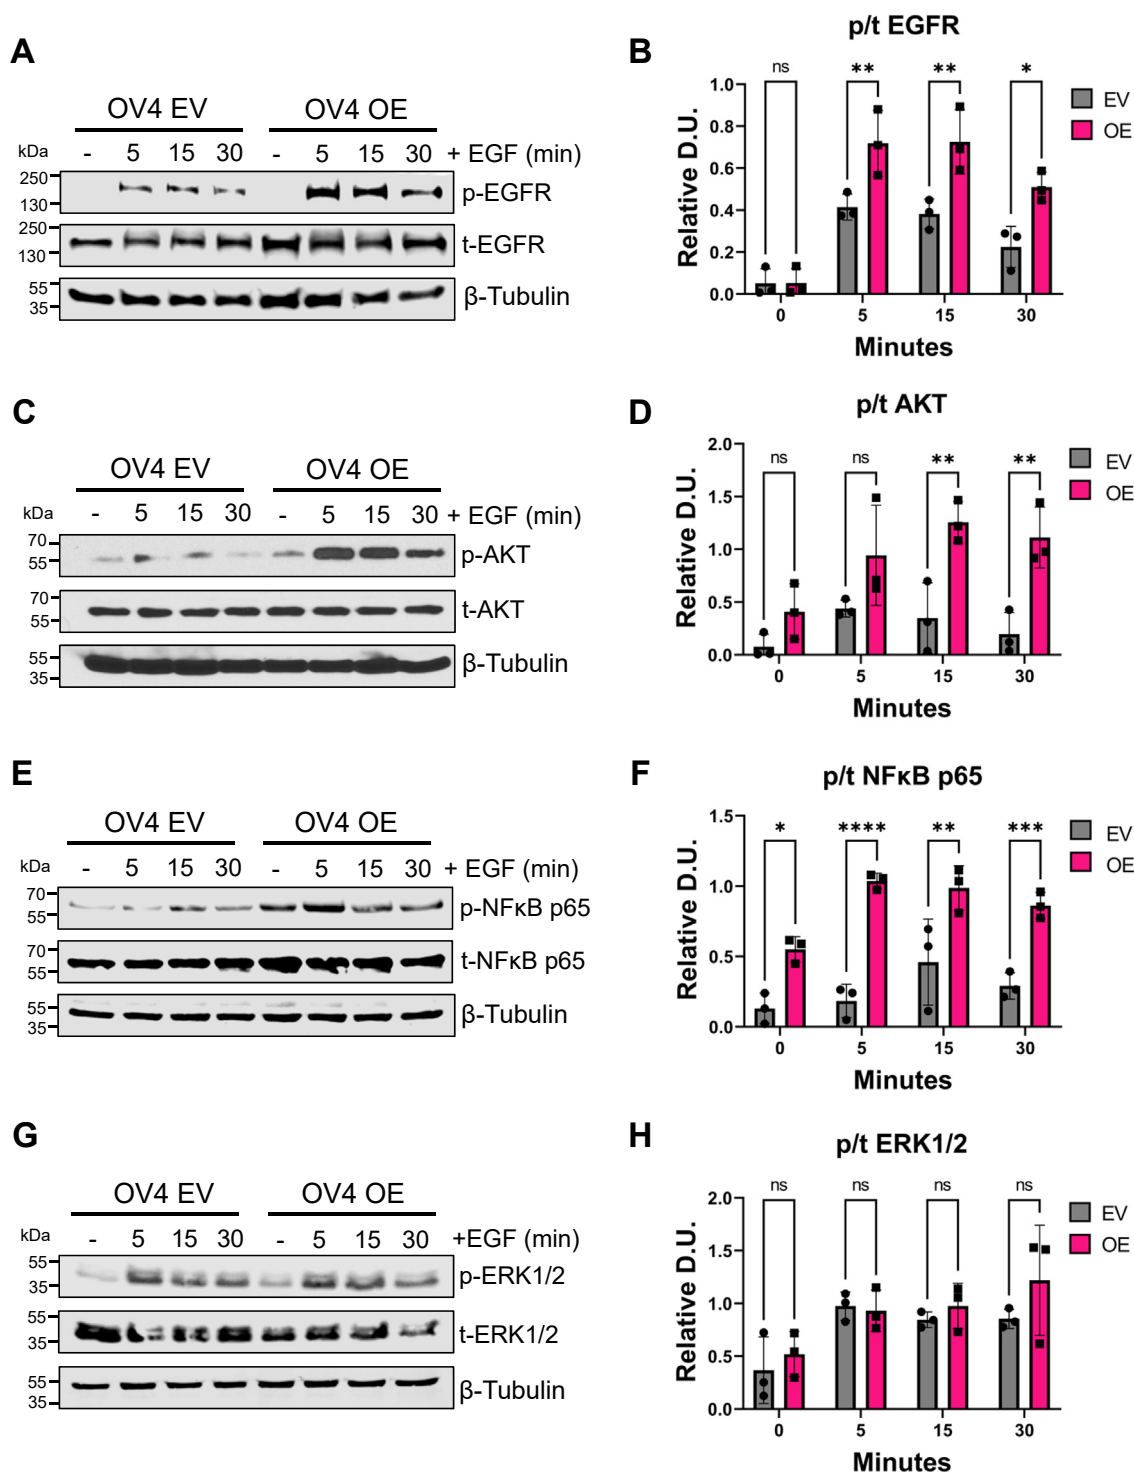 A
OV4 EV OV4 OE
kDa - 5 15 30 - 5 15 30 + EGF (min)
250
130
p-EGFR
250
130
t-EGFR
55
35
β-Tubulin
B
p/t EGFR
ns ** ** *
EV
OE
Relative D.U.
1.0
0.8
0.6
0.4
0.2
0.0
0 5 15 30
Minutes
C
OV4 EV OV4 OE
kDa - 5 15 30 - 5 15 30 + EGF (min)
70
55
p-AKT
70
55
t-AKT
55
35
β-Tubulin
D
p/t AKT
ns ns ** **
EV
OE
Relative D.U.
2.0
1.5
1.0
0.5
0.0
0 5 15 30
Minutes
E
OV4 EV OV4 OE
kDa - 5 15 30 - 5 15 30 + EGF (min)
70
55
p-NFκB p65
70
55
t-NFκB p65
55
35
β-Tubulin
F
p/t NFκB p65
* **** ** ***
EV
OE
Relative D.U.
1.5
1.0
0.5
0.0
0 5 15 30
Minutes
G
OV4 EV OV4 OE
kDa - 5 15 30 - 5 15 30 +EGF (min)
55
35
p-ERK1/2
55
35
t-ERK1/2
55
35
β-Tubulin
H
p/t ERK1/2
ns ns ns ns
EV
OE
Relative D.U.
2.0
1.5
1.0
0.5
0.0
0 5 15 30
Minutes